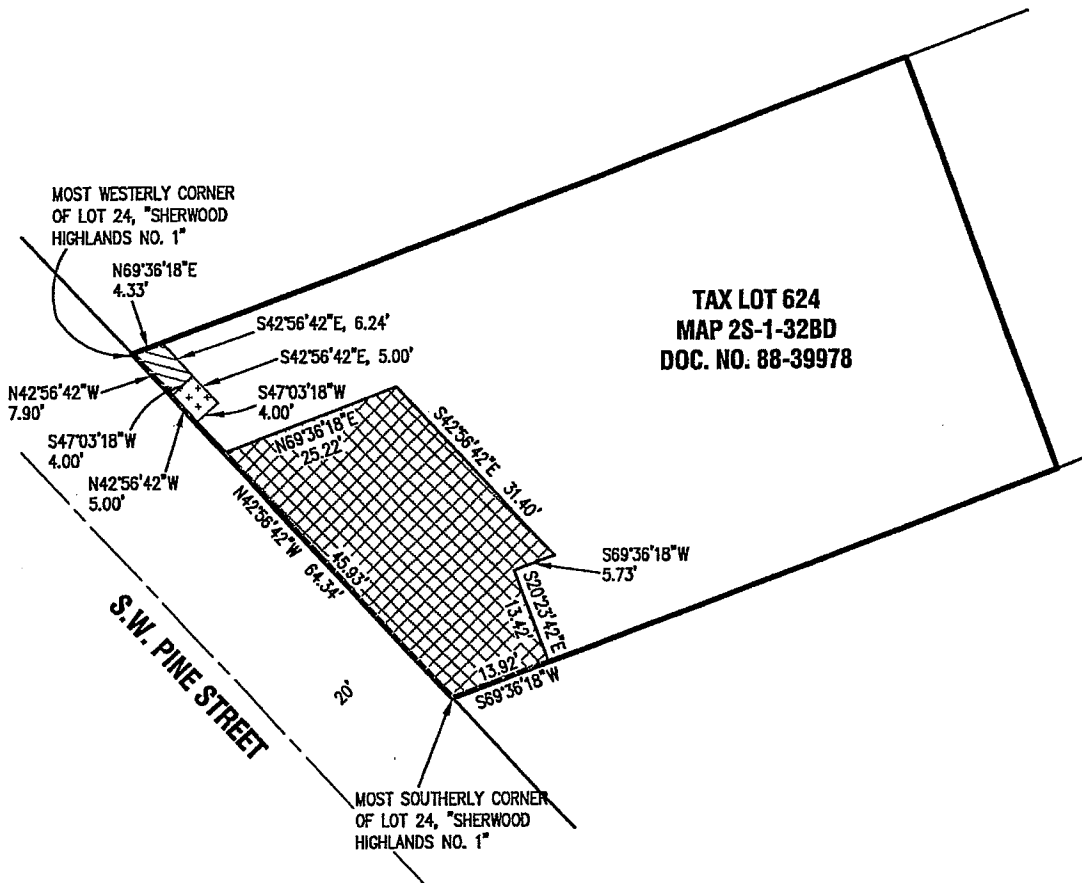 MOST WESTERLY CORNER
OF LOT 24, "SHERWOOD
HIGHLANDS NO. 1"
N69°36'18"E
4.33'
S42°56'42"E, 6.24'
S42°56'42"E, 5.00'
S47°03'18"W
4.00'
N42°56'42"W
7.90'
S47°03'18"W
4.00'
N42°56'42"W
5.00'
TAX LOT 624
MAP 2S-1-32BD
DOC. NO. 88-39978
N69°36'18"E
25.22'
S42°56'42"E 31.40'
N42°56'42"W 64.34'
45.93'
S69°36'18"W
5.73'
S20°23'42"E
13.42'
13.92'
S69°36'18"W
S.W. PINE STREET
20'
MOST SOUTHERLY CORNER
OF LOT 24, "SHERWOOD
HIGHLANDS NO. 1"